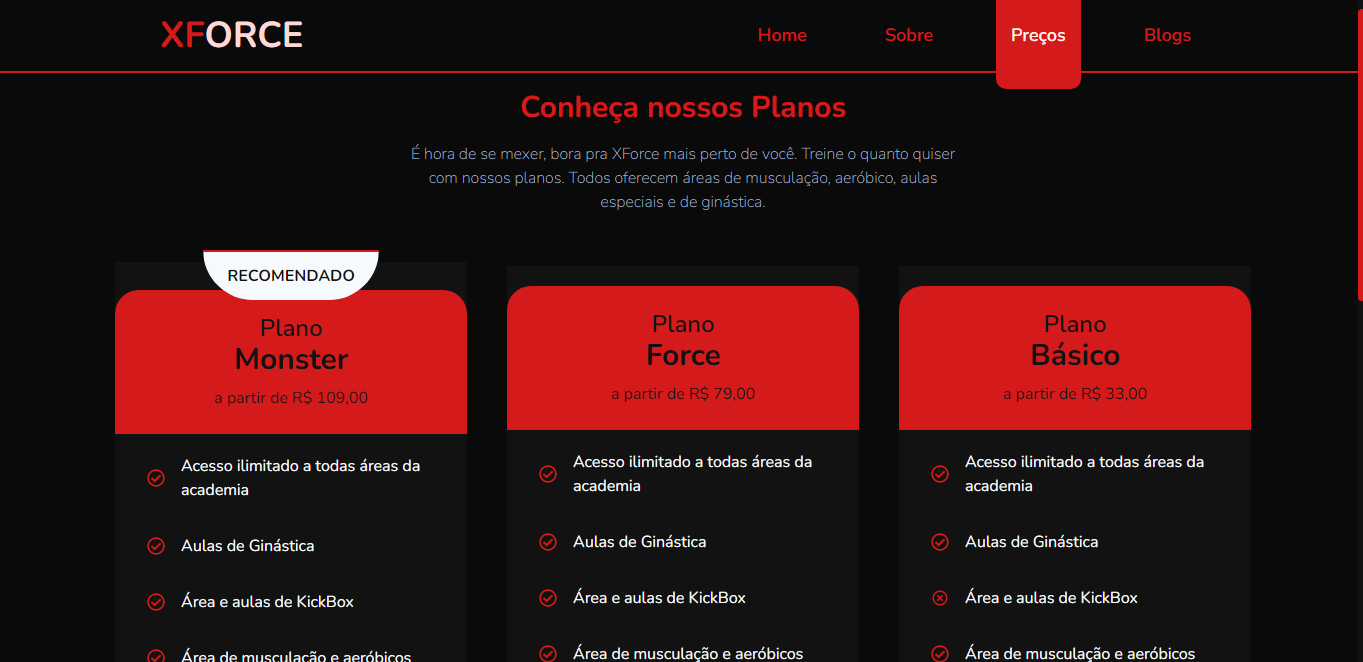 XFORCE
Home
Sobre
Preços
Blogs
Conheça nossos Planos
É hora de se mexer, bora pra XForce mais perto de você. Treine o quanto quiser
com nossos planos. Todos oferecem áreas de musculação, aeróbico, aulas
especiais e de ginástica.
RECOMENDADO
Plano
Monster
a partir de R$ 109,00
Acesso ilimitado a todas áreas da
academia
Aulas de Ginástica
Área e aulas de KickBox
Área de musculação e aeróbicos
Plano
Force
a partir de R$ 79,00
Acesso ilimitado a todas áreas da
academia
Aulas de Ginástica
Área e aulas de KickBox
Área de musculação e aeróbicos
Plano
Básico
a partir de R$ 33,00
Acesso ilimitado a todas áreas da
academia
Aulas de Ginástica
Área e aulas de KickBox
Área de musculação e aeróbicos